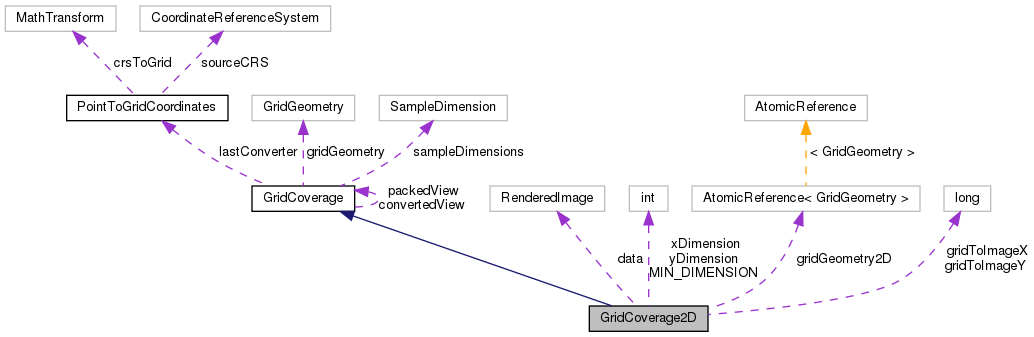 MathTransform
CoordinateReferenceSystem
crsToGrid
sourceCRS
PointToGridCoordinates
GridGeometry
SampleDimension
AtomicReference
lastConverter
gridGeometry
sampleDimensions
< GridGeometry >
GridCoverage
packedView
convertedView
RenderedImage
int
AtomicReference< GridGeometry >
long
data
xDimension
yDimension
MIN_DIMENSION
gridGeometry2D
gridToImageX
gridToImageY
GridCoverage2D